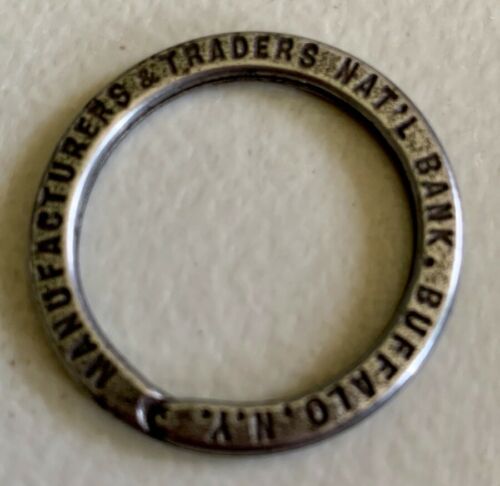 MANUFACTURERS & TRADERS NAT'L BANK. BUFFALO, N.Y.